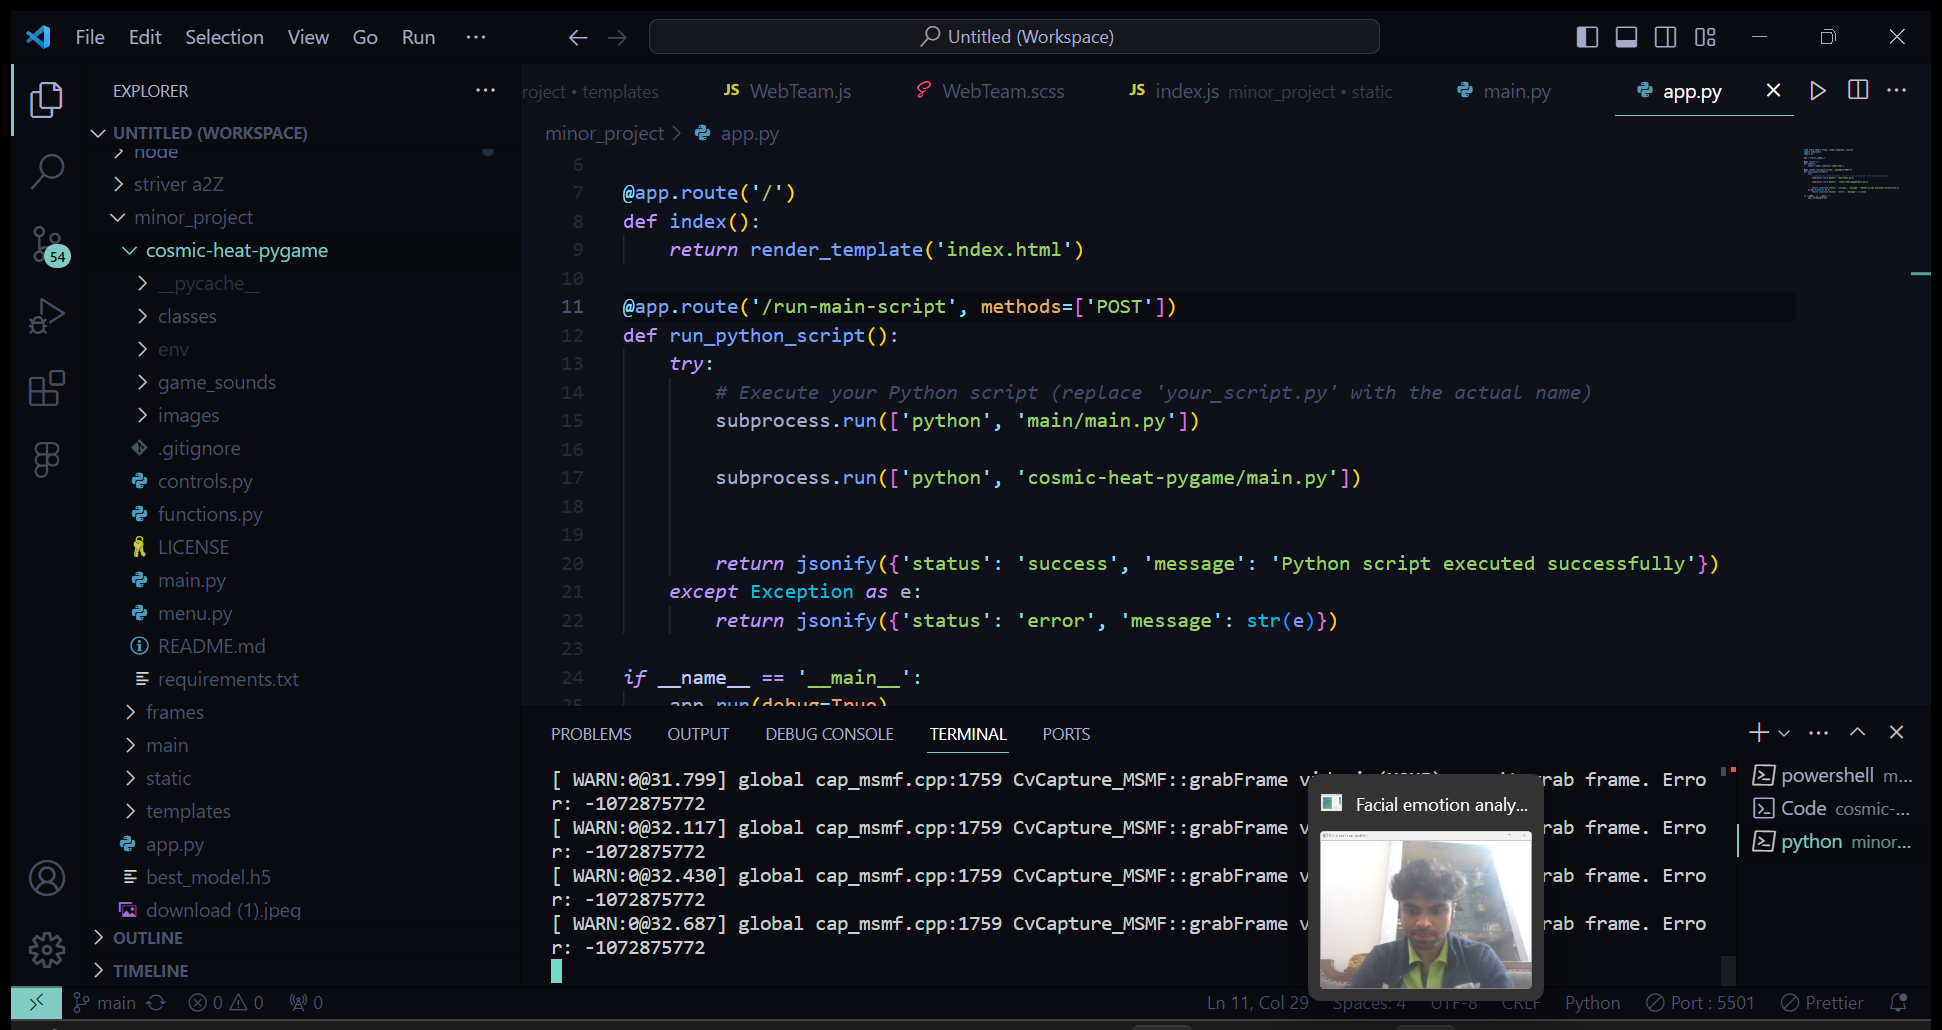 File Edit Selection View Go Run ···
Untitled (Workspace)
EXPLORER
UNTITLED (WORKSPACE)
node
striver a2Z
minor_project
cosmic-heat-pygame
__pycache__
classes
env
game_sounds
images
.gitignore
controls.py
functions.py
LICENSE
main.py
menu.py
README.md
requirements.txt
frames
main
static
templates
app.py
best_model.h5
download (1).jpeg
OUTLINE
TIMELINE
54
roject • templates
JS WebTeam.js
WebTeam.scss
JS index.js minor_project • static
main.py
app.py
minor_project > app.py
6
7 @app.route('/')
8 def index():
9 return render_template('index.html')
10
11 @app.route('/run-main-script', methods=['POST'])
12 def run_python_script():
13 try:
14 # Execute your Python script (replace 'your_script.py' with the actual name)
15 subprocess.run(['python', 'main/main.py'])
16
17 subprocess.run(['python', 'cosmic-heat-pygame/main.py'])
18
19
20 return jsonify({'status': 'success', 'message': 'Python script executed successfully'})
21 except Exception as e:
22 return jsonify({'status': 'error', 'message': str(e)})
23
24 if __name__ == '__main__':
25 app.run(debug=True)
PROBLEMS OUTPUT DEBUG CONSOLE TERMINAL PORTS
[ WARN:0@31.799] global cap_msmf.cpp:1759 CvCapture_MSMF::grabFrame grab frame. Erro
r: -1072875772
[ WARN:0@32.117] global cap_msmf.cpp:1759 CvCapture_MSMF::grabFrame v rab frame. Erro
r: -1072875772
[ WARN:0@32.430] global cap_msmf.cpp:1759 CvCapture_MSMF::grabFrame v rab frame. Erro
r: -1072875772
[ WARN:0@32.687] global cap_msmf.cpp:1759 CvCapture_MSMF::grabFrame v rab frame. Erro
r: -1072875772
Facial emotion analy...
powershell m...
Code cosmic-...
python minor...
main 0 0 0
Ln 11, Col 29 Spaces: 4 UTF-8 CRLF Python Port : 5501 Prettier